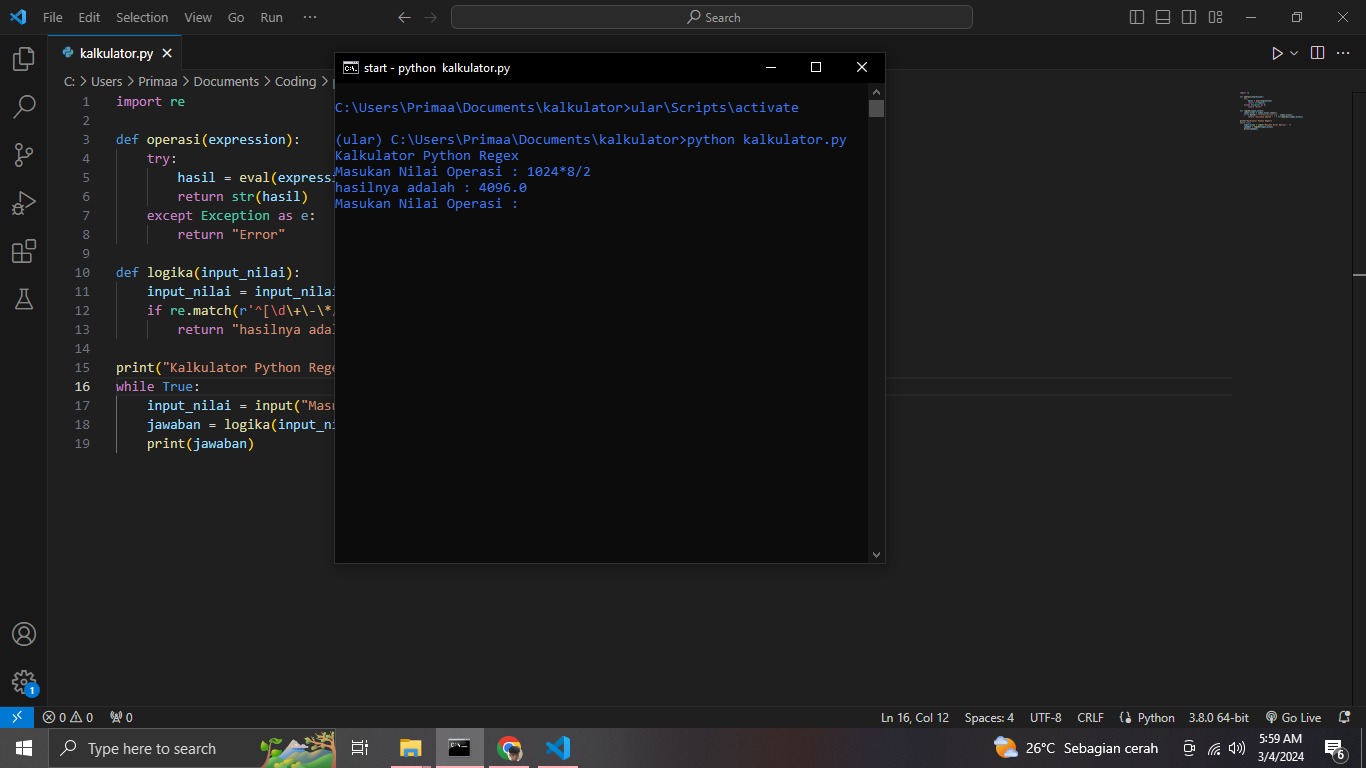 File Edit Selection View Go Run ···
Search
kalkulator.py
C: > Users > Primaa > Documents > Coding >
1 import re
2
3 def operasi(expression):
4 try:
5 hasil = eval(expressi
6 return str(hasil)
7 except Exception as e:
8 return "Error"
9
10 def logika(input_nilai):
11 input_nilai = input_nilai
12 if re.match(r'^[\d\+\-\*
13 return "hasilnya adal
14
15 print("Kalkulator Python Rege
16 while True:
17 input_nilai = input("Masu
18 jawaban = logika(input_ni
19 print(jawaban)
start - python kalkulator.py
C:\Users\Primaa\Documents\kalkulator>ular\Scripts\activate
(ular) C:\Users\Primaa\Documents\kalkulator>python kalkulator.py
Kalkulator Python Regex
Masukan Nilai Operasi : 1024*8/2
hasilnya adalah : 4096.0
Masukan Nilai Operasi :
1
0 0 0 Ln 16, Col 12 Spaces: 4 UTF-8 CRLF Python 3.8.0 64-bit Go Live
Type here to search
26°C Sebagian cerah
5:59 AM
3/4/2024
6